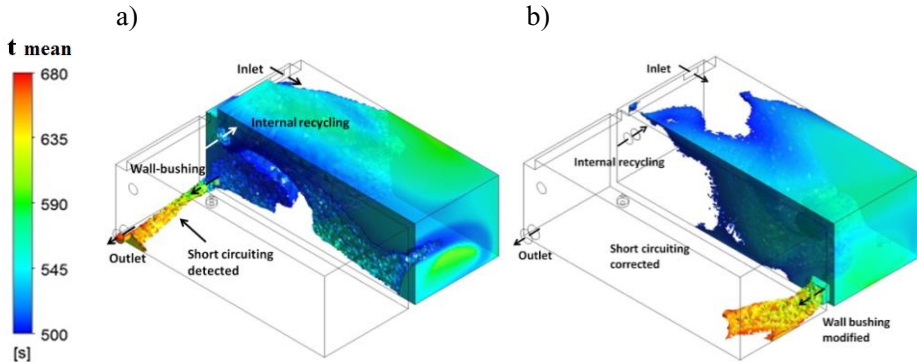 a)
b)
t mean
680
635
590
545
500
[s]
Inlet
Internal recycling
Wall-bushing
Outlet
Short circuiting
detected
Inlet
Internal recycling
Short circuiting
corrected
Outlet
Wall bushing
modified